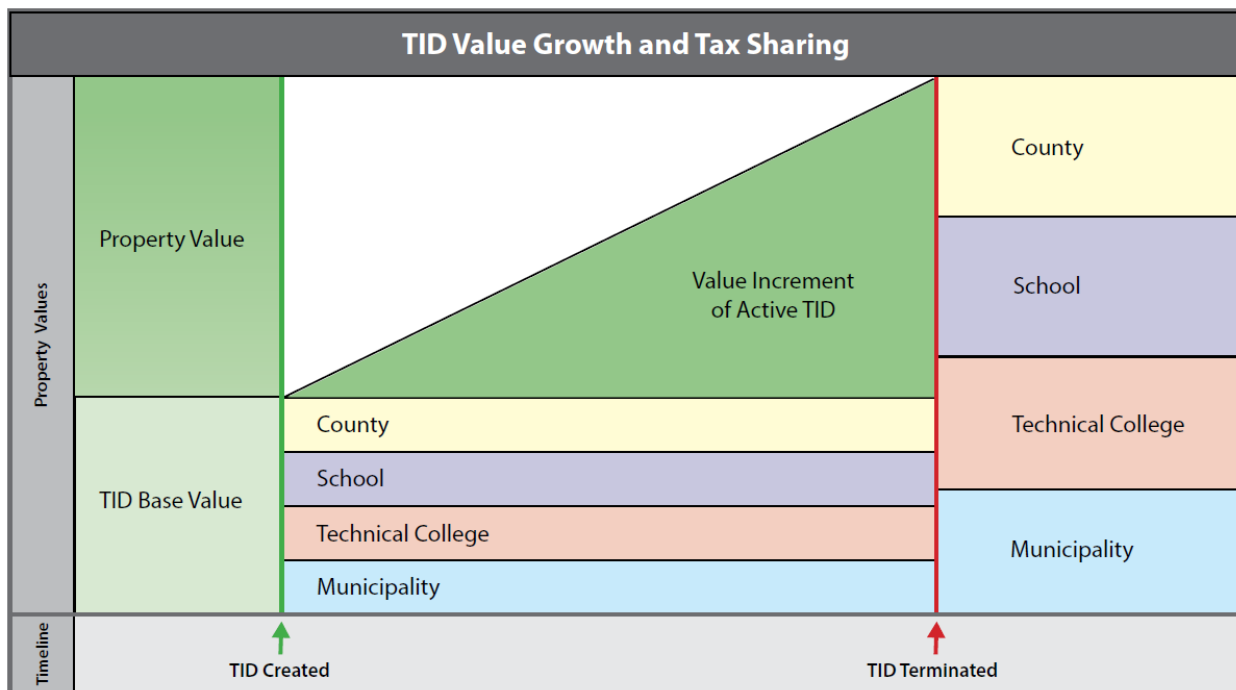 TID Value Growth and Tax Sharing
Property Values
Property Value
TID Base Value
Value Increment
of Active TID
County
School
Technical College
Municipality
County
School
Technical College
Municipality
Timeline
TID Created
TID Terminated